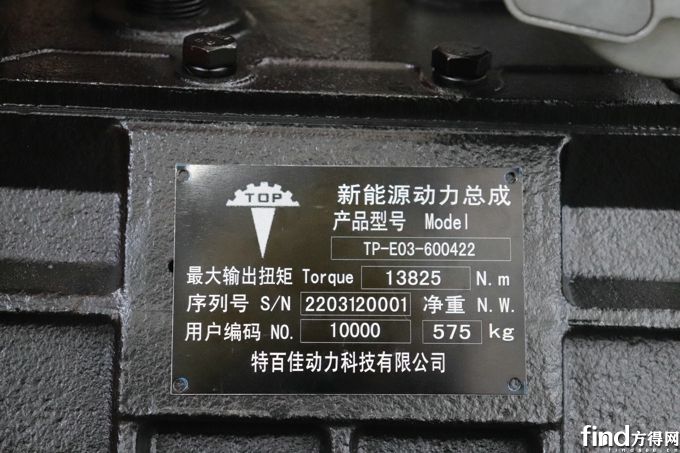 TOP
新能源动力总成
产品型号 Model
TP-E03-600422
最大输出扭矩 Torque 13825 N.m
序列号 S/N 2203120001 净重 N.W.
用户编码 NO. 10000 575 kg
特百佳动力科技有限公司
find方得网